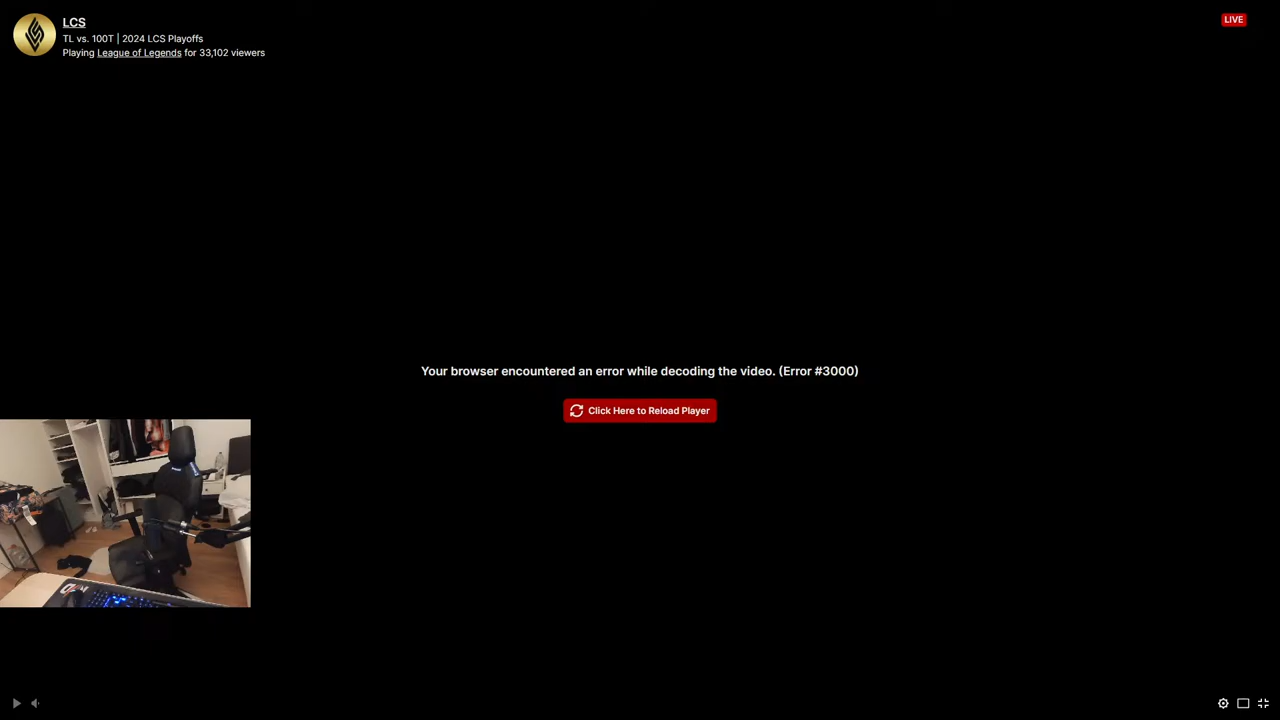 LCS
TL vs. 100T | 2024 LCS Playoffs
Playing League of Legends for 33,102 viewers
LIVE
Your browser encountered an error while decoding the video. (Error #3000)
Click Here to Reload Player